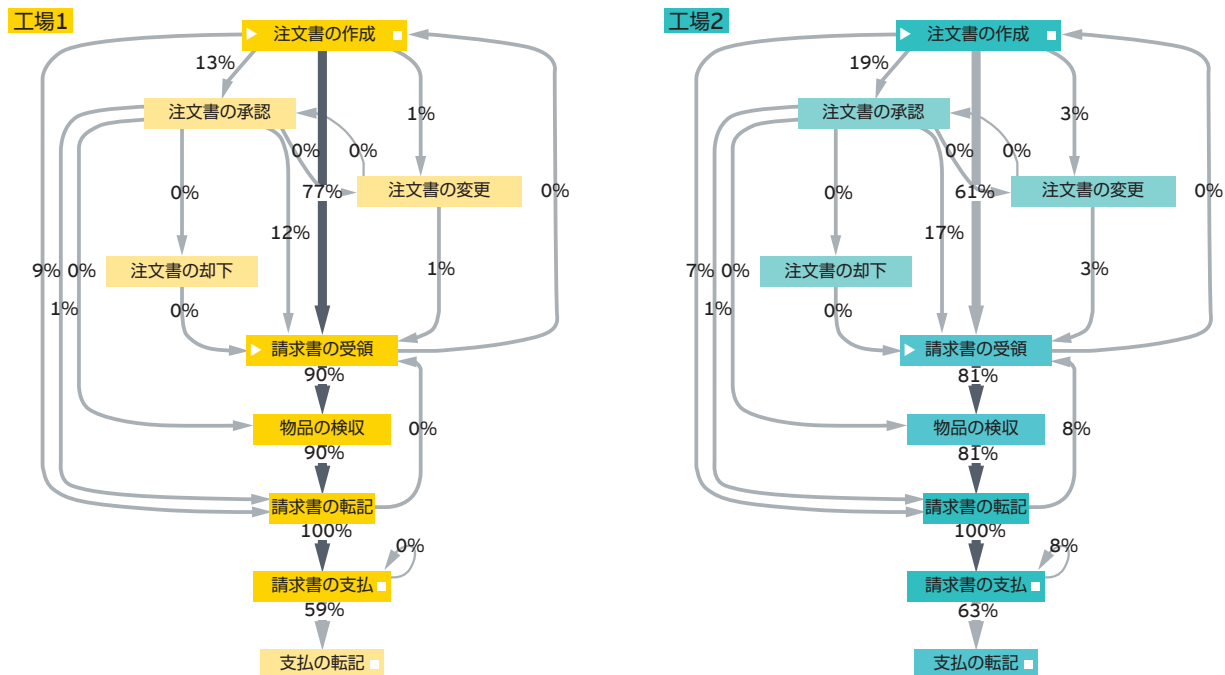 工場1
注文書の作成
13%
注文書の承認
1%
0%
0%
0%
77%
注文書の変更
0%
12%
9%
0%
注文書の却下
1%
1%
0%
請求書の受領
90%
物品の検収
0%
90%
請求書の転記
100%
0%
請求書の支払
59%
支払の転記
工場2
注文書の作成
19%
注文書の承認
3%
0%
0%
0%
61%
注文書の変更
0%
17%
7%
0%
注文書の却下
3%
1%
0%
請求書の受領
81%
物品の検収
8%
81%
請求書の転記
100%
8%
請求書の支払
63%
支払の転記